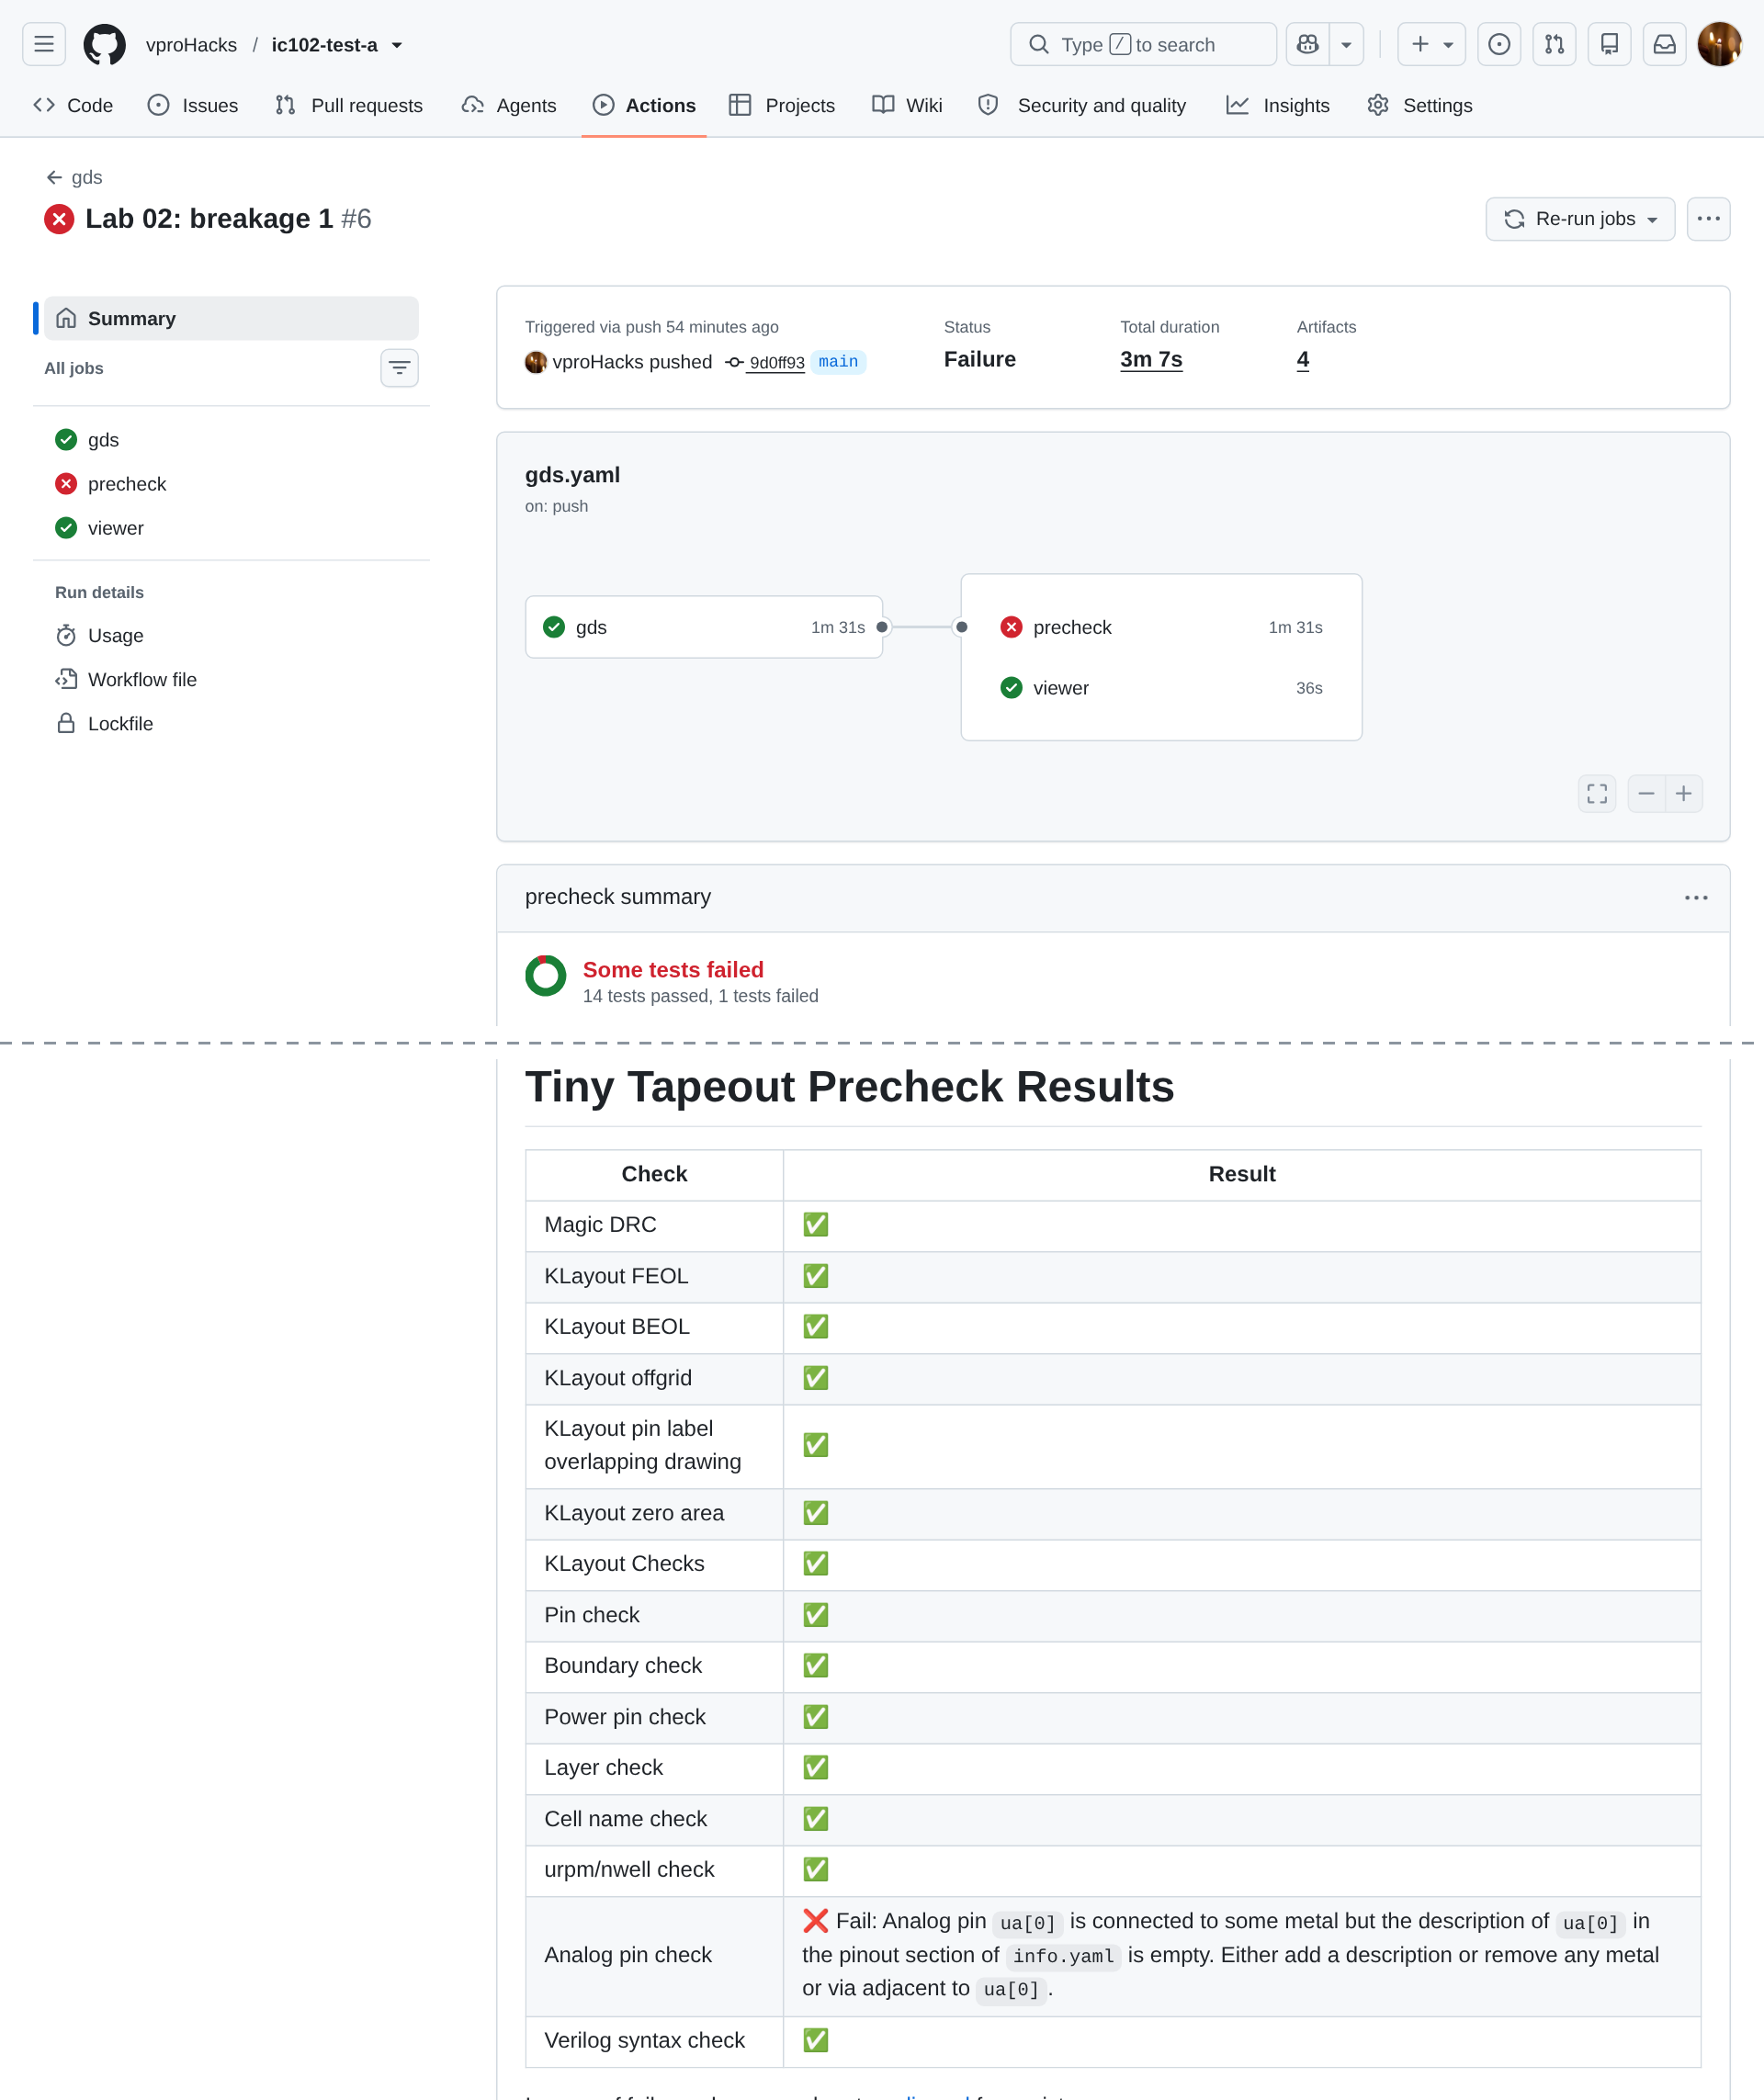 vproHacks / ic102-test-a
Type / to search
Code Issues Pull requests Agents Actions Projects Wiki Security and quality Insights Settings
gds
Lab 02: breakage 1 #6
Re-run jobs
Summary
All jobs
gds
precheck
viewer
Run details
Usage
Workflow file
Lockfile
Triggered via push 54 minutes ago
vproHacks pushed 9d0ff93 main
Status
Failure
Total duration
3m 7s
Artifacts
4
gds.yaml
on: push
gds 1m 31s
precheck 1m 31s
viewer 36s
precheck summary
Some tests failed
14 tests passed, 1 tests failed
Tiny Tapeout Precheck Results
Check Result
Magic DRC ✅
KLayout FEOL ✅
KLayout BEOL ✅
KLayout offgrid ✅
KLayout pin label
overlapping drawing ✅
KLayout zero area ✅
KLayout Checks ✅
Pin check ✅
Boundary check ✅
Power pin check ✅
Layer check ✅
Cell name check ✅
urpm/nwell check ✅
Analog pin check
❌ Fail: Analog pin ua[0] is connected to some metal but the description of ua[0] in
the pinout section of info.yaml is empty. Either add a description or remove any metal
or via adjacent to ua[0].
Verilog syntax check ✅